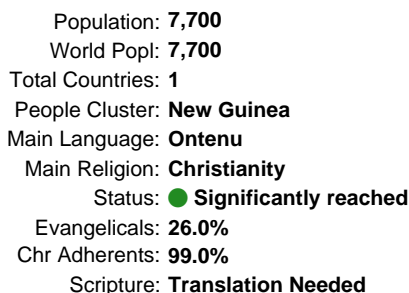 Population: 7,700
World Popl: 7,700
Total Countries: 1
People Cluster: New Guinea
Main Language: Ontenu
Main Religion: Christianity
Status: Significantly reached
Evangelicals: 26.0%
Chr Adherents: 99.0%
Scripture: Translation Needed